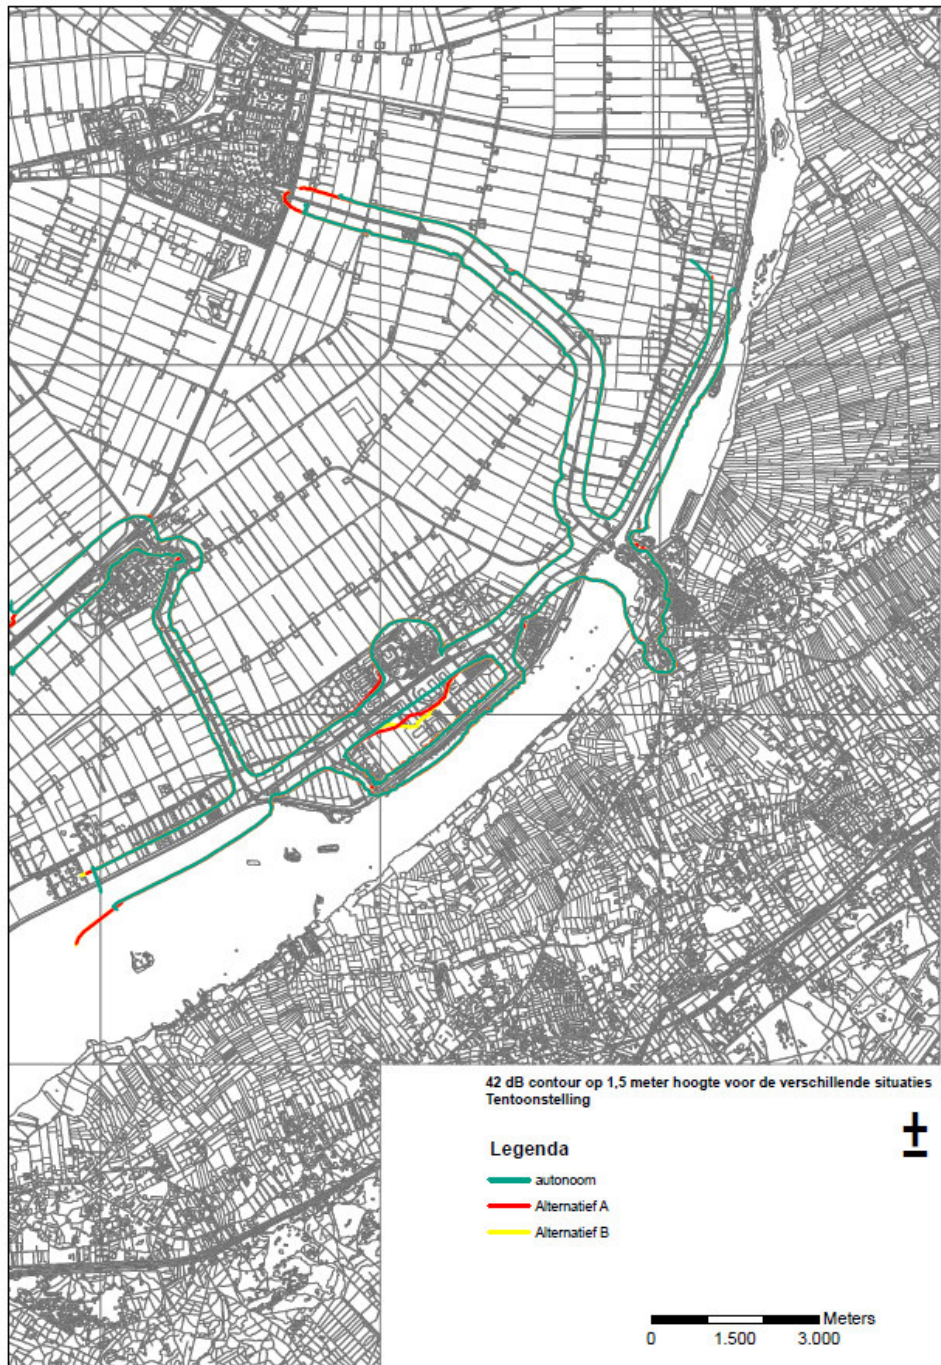 42 dB contour op 1,5 meter hoogte voor de verschillende situaties
Tentoonstelling
Legenda
autonoom
Alternatief A
Alternatief B
Meters
0 1.500 3.000